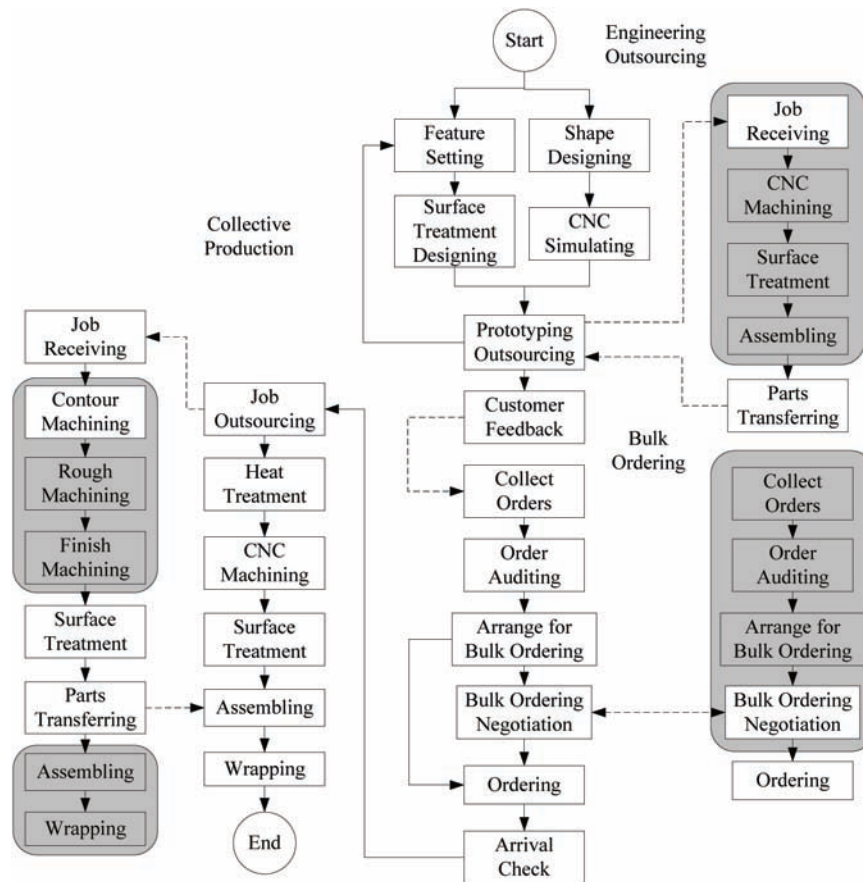 Start
Engineering
Outsourcing
Feature
Setting
Shape
Designing
Surface
Treatment
Designing
CNC
Simulating
Prototyping
Outsourcing
Customer
Feedback
Job
Receiving
CNC
Machining
Surface
Treatment
Assembling
Parts
Transferring
Bulk
Ordering
Collect
Orders
Order
Auditing
Arrange for
Bulk Ordering
Bulk Ordering
Negotiation
Ordering
Arrival
Check
Collect
Orders
Order
Auditing
Arrange for
Bulk Ordering
Bulk Ordering
Negotiation
Ordering
Collective
Production
Job
Receiving
Contour
Machining
Rough
Machining
Finish
Machining
Surface
Treatment
Parts
Transferring
Assembling
Wrapping
Job
Outsourcing
Heat
Treatment
CNC
Machining
Surface
Treatment
Assembling
Wrapping
End